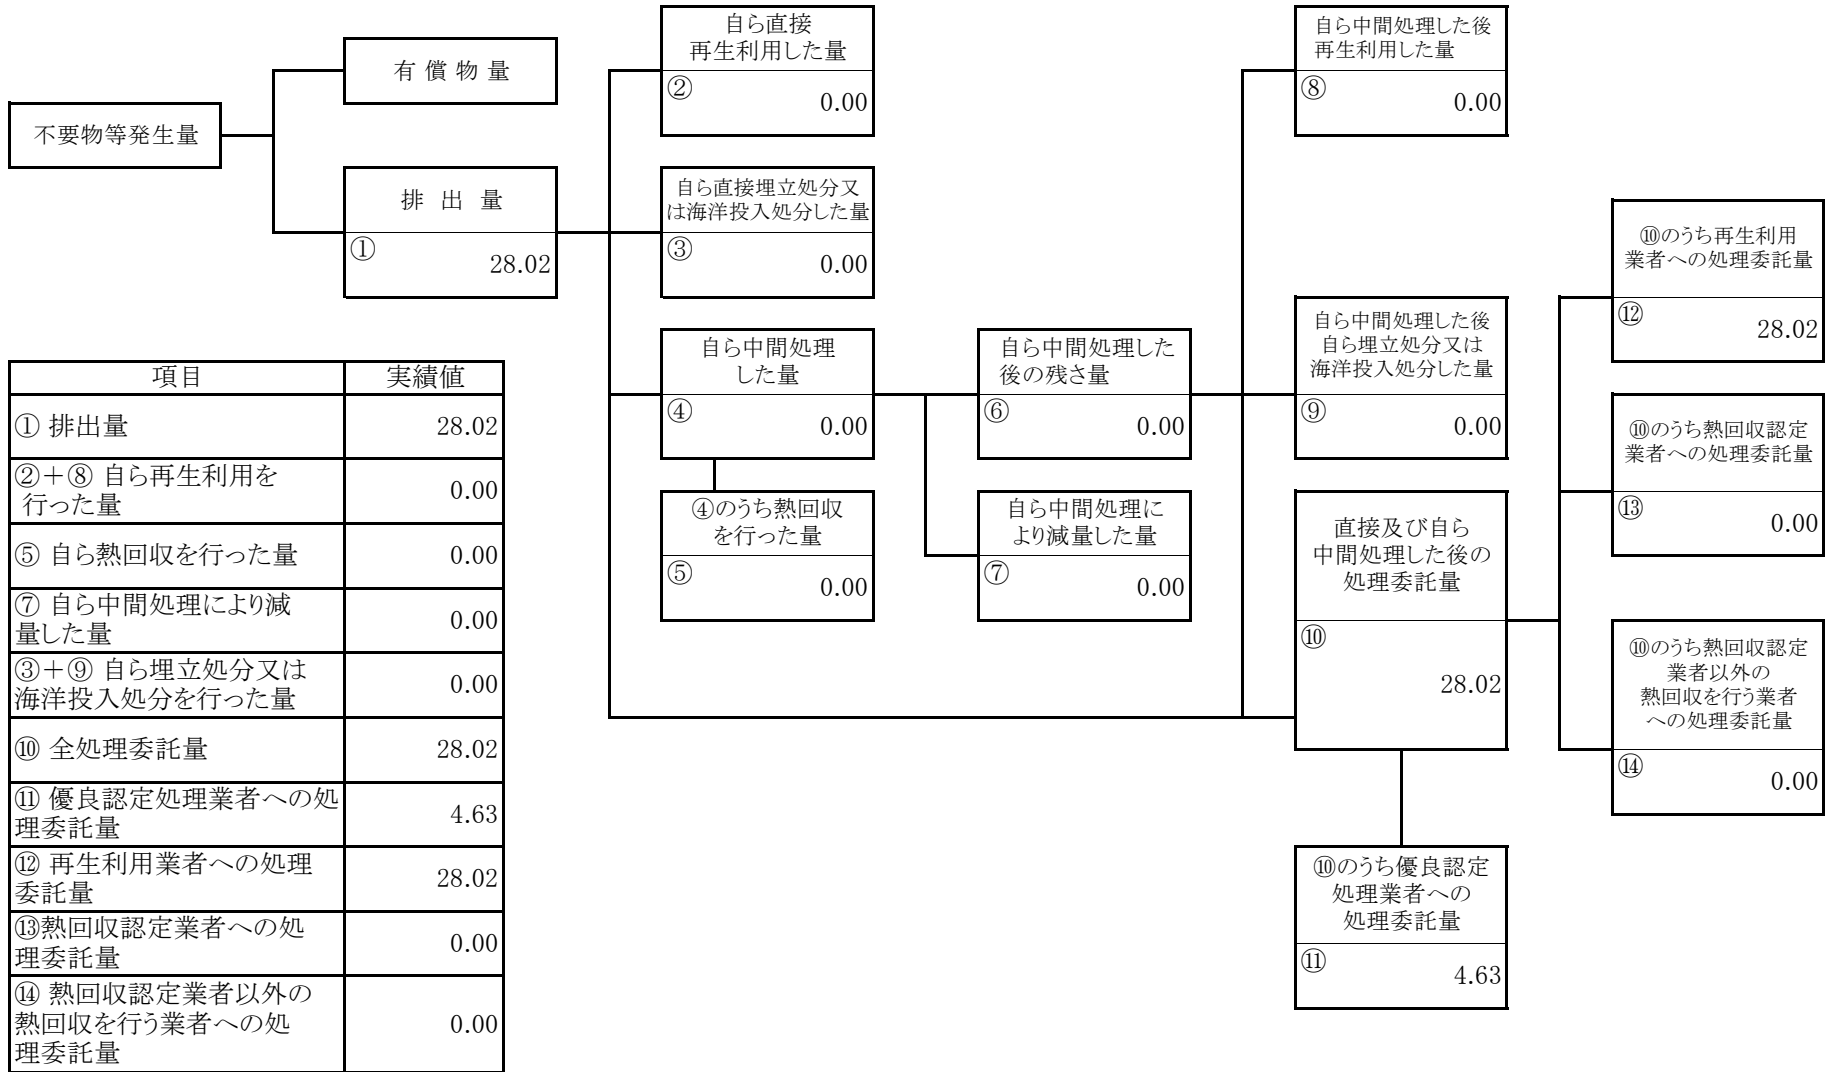 不要物等発生量
有 償 物 量
排 出 量
①
28.02
自ら直接
再生利用した量
②
0.00
自ら直接埋立処分又
は海洋投入処分した量
③
0.00
自ら中間処理
した量
④
0.00
④のうち熱回収
を行った量
⑤
0.00
自ら中間処理した
後の残さ量
⑥
0.00
自ら中間処理に
より減量した量
⑦
0.00
自ら中間処理した後
再生利用した量
⑧
0.00
自ら中間処理した後
自ら埋立処分又は
海洋投入処分した量
⑨
0.00
直接及び自ら
中間処理した後の
処理委託量
⑩
28.02
⑩のうち優良認定
処理業者への
処理委託量
⑪
4.63
⑩のうち再生利用
業者への処理委託量
⑫
28.02
⑩のうち熱回収認定
業者への処理委託量
⑬
0.00
⑩のうち熱回収認定
業者以外の
熱回収を行う業者
への処理委託量
⑭
0.00
項目 実績値
① 排出量 28.02
②＋⑧ 自ら再生利用を
行った量 0.00
⑤ 自ら熱回収を行った量 0.00
⑦ 自ら中間処理により減
量した量 0.00
③＋⑨ 自ら埋立処分又は
海洋投入処分を行った量 0.00
⑩ 全処理委託量 28.02
⑪ 優良認定処理業者への処
理委託量 4.63
⑫ 再生利用業者への処理
委託量 28.02
⑬熱回収認定業者への処
理委託量 0.00
⑭ 熱回収認定業者以外の
熱回収を行う業者への処
理委託量 0.00